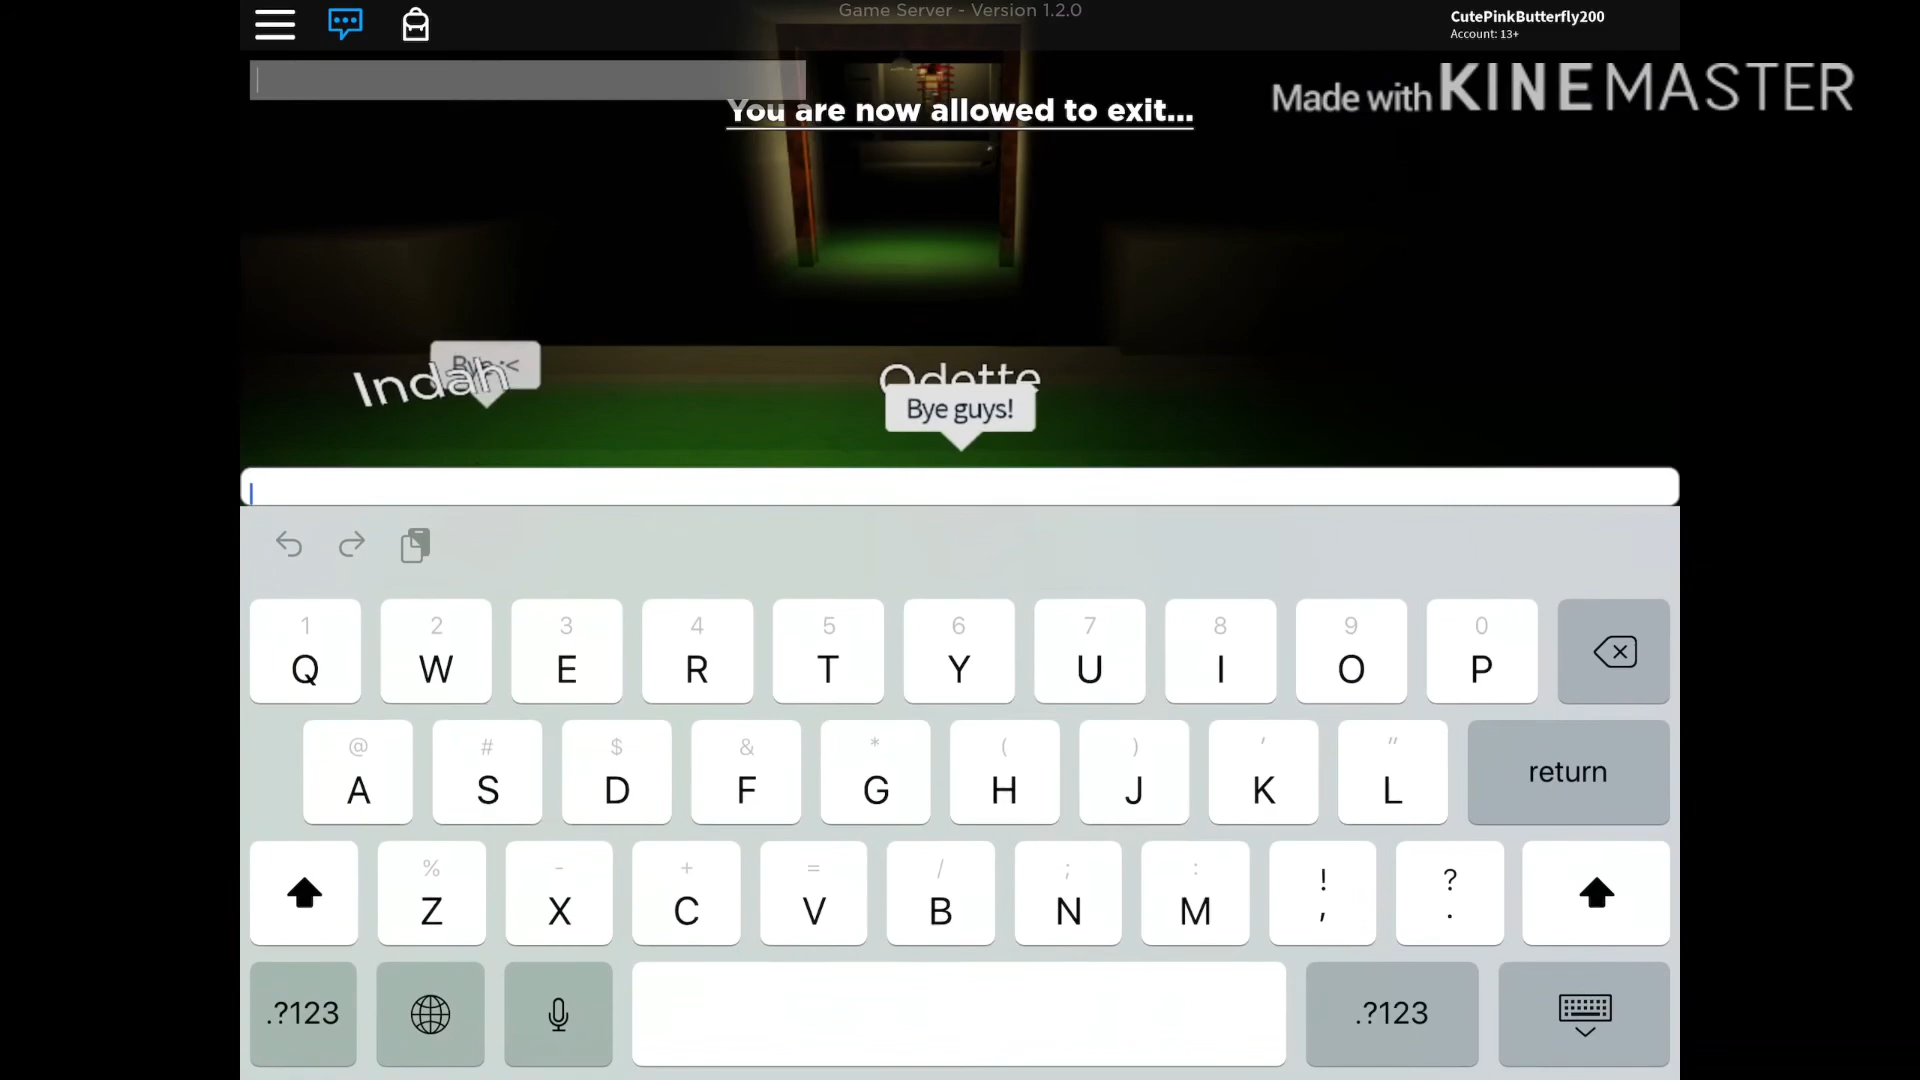 Game Server - Version 1.2.0
CutePinkButterfly200
Account: 13+
Made with KINEMASTER
You are now allowed to exit...
Indah
Odette
Bye guys!
1 2 3 4 5 6 7 8 9 0
Q W E R T Y U I O P
@ # $ & * ( ) ' "
A S D F G H J K L return
% - + = / ; : ! ?
Z X C V B N M , .
.?123 .?123